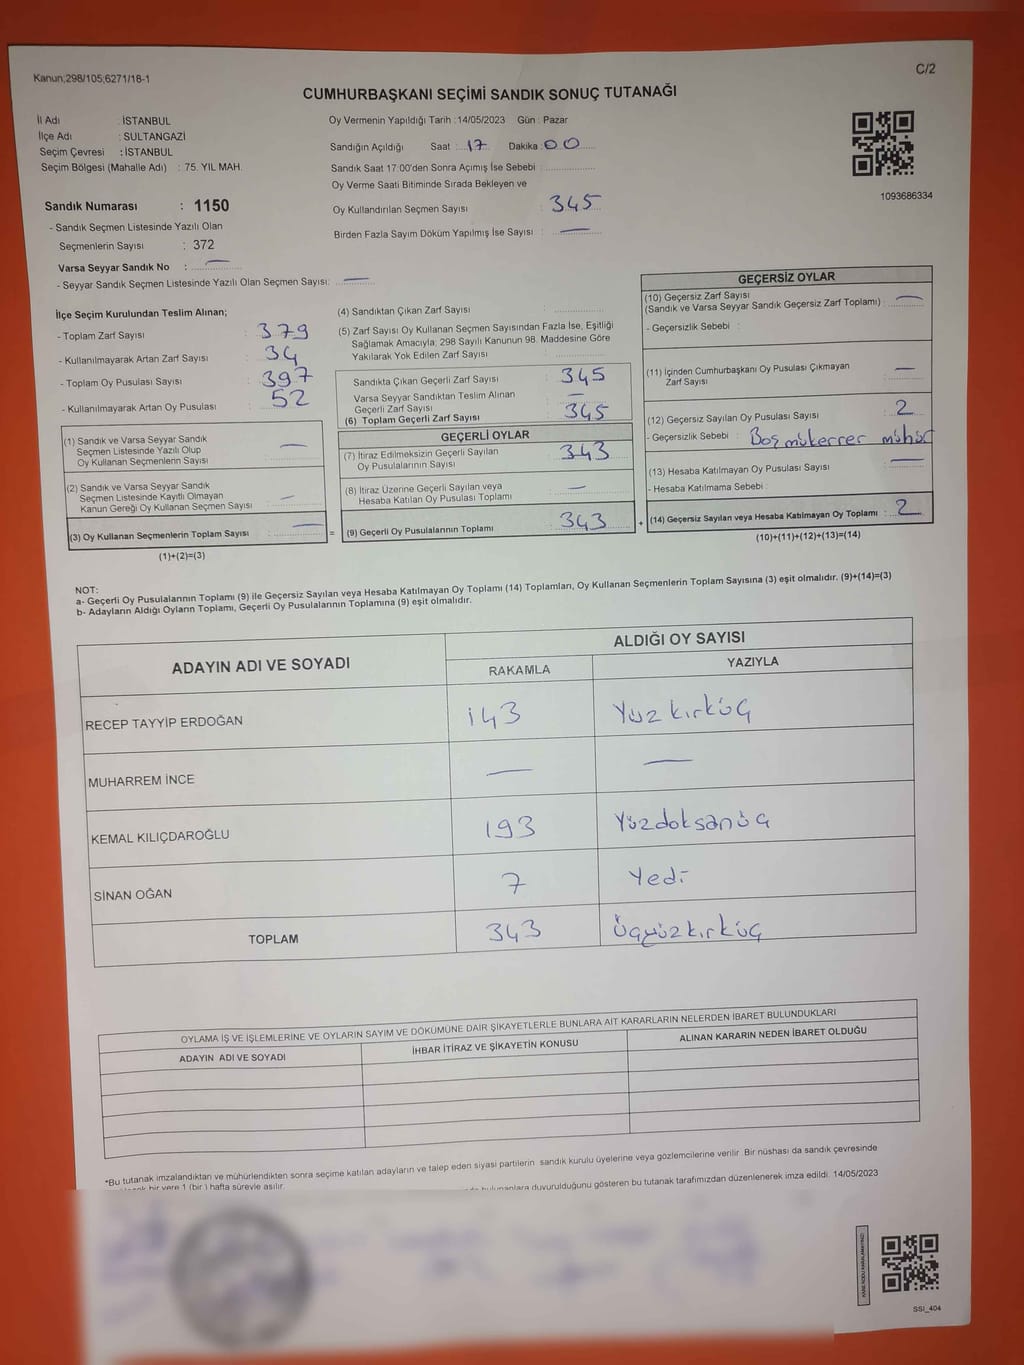 Kanun;298/105;6271/18-1
C/2
CUMHURBAŞKANI SEÇİMİ SANDIK SONUÇ TUTANAĞI
İl Adı : İSTANBUL
İlçe Adı : SULTANGAZİ
Seçim Çevresi : İSTANBUL
Seçim Bölgesi (Mahalle Adı) : 75. YIL MAH.
Sandık Numarası : 1150
- Sandık Seçmen Listesinde Yazılı Olan
Seçmenlerin Sayısı : 372
Varsa Seyyar Sandık No : —
- Seyyar Sandık Seçmen Listesinde Yazılı Olan Seçmen Sayısı: —
Oy Vermenin Yapıldığı Tarih :14/05/2023 Gün : Pazar
Sandığın Açıldığı Saat : 17 Dakika : 00
Sandık Saat 17:00'den Sonra Açımış İse Sebebi :
Oy Verme Saati Bitiminde Sırada Bekleyen ve
Oy Kullandırılan Seçmen Sayısı : 345
Birden Fazla Sayım Döküm Yapılmış İse Sayısı : —
1093686334
İlçe Seçim Kurulundan Teslim Alınan;
- Toplam Zarf Sayısı : 379
- Kullanılmayarak Artan Zarf Sayısı : 34
- Toplam Oy Pusulası Sayısı : 397
- Kullanılmayarak Artan Oy Pusulası : 52
(1) Sandık ve Varsa Seyyar Sandık
Seçmen Listesinde Yazılı Olup
Oy Kullanan Seçmenlerin Sayısı : —
(2) Sandık ve Varsa Seyyar Sandık
Seçmen Listesinde Kayıtlı Olmayan
Kanun Gereği Oy Kullanan Seçmen Sayısı : —
(3) Oy Kullanan Seçmenlerin Toplam Sayısı : — =
(1)+(2)=(3)
(4) Sandıktan Çıkan Zarf Sayısı :
(5) Zarf Sayısı Oy Kullanan Seçmen Sayısından Fazla İse, Eşitliği
Sağlamak Amacıyla; 298 Sayılı Kanunun 98. Maddesine Göre
Yakılarak Yok Edilen Zarf Sayısı :
Sandıkta Çıkan Geçerli Zarf Sayısı : 345
Varsa Seyyar Sandıktan Teslim Alınan
Geçerli Zarf Sayısı : —
(6) Toplam Geçerli Zarf Sayısı : 345
GEÇERLİ OYLAR
(7) İtiraz Edilmeksizin Geçerli Sayılan
Oy Pusulalarının Sayısı : 343
(8) İtiraz Üzerine Geçerli Sayılan veya
Hesaba Katılan Oy Pusulası Toplamı : —
(9) Geçerli Oy Pusulalarının Toplamı : 343 +
GEÇERSİZ OYLAR
(10) Geçersiz Zarf Sayısı
(Sandık ve Varsa Seyyar Sandık Geçersiz Zarf Toplamı) : —
- Geçersizlik Sebebi :
(11) İçinden Cumhurbaşkanı Oy Pusulası Çıkmayan
Zarf Sayısı : —
(12) Geçersiz Sayılan Oy Pusulası Sayısı : 2
- Geçersizlik Sebebi : Boş mükerrer mühür
(13) Hesaba Katılmayan Oy Pusulası Sayısı : —
- Hesaba Katılmama Sebebi :
(14) Geçersiz Sayılan veya Hesaba Katılmayan Oy Toplamı : 2
(10)+(11)+(12)+(13)=(14)
NOT:
a- Geçerli Oy Pusulalarının Toplamı (9) ile Geçersiz Sayılan veya Hesaba Katılmayan Oy Toplamı (14) Toplamları, Oy Kullanan Seçmenlerin Toplam Sayısına (3) eşit olmalıdır. (9)+(14)=(3)
b- Adayların Aldığı Oyların Toplamı, Geçerli Oy Pusulalarının Toplamına (9) eşit olmalıdır.
ADAYIN ADI VE SOYADI
ALDIĞI OY SAYISI
RAKAMLA YAZIYLA
RECEP TAYYİP ERDOĞAN 143 Yüzkırküç
MUHARREM İNCE — —
KEMAL KILIÇDAROĞLU 193 Yüzdoksanüç
SİNAN OĞAN 7 Yedi
TOPLAM 343 Üçyüzkırküç
OYLAMA İŞ VE İŞLEMLERİNE VE OYLARIN SAYIM VE DÖKÜMÜNE DAİR ŞİKAYETLERLE BUNLARA AİT KARARLARIN NELERDEN İBARET BULUNDUKLARI
ADAYIN ADI VE SOYADI İHBAR İTİRAZ VE ŞİKAYETİN KONUSU ALINAN KARARIN NEDEN İBARET OLDUĞU
*Bu tutanak imzalandıktan ve mühürlendikten sonra seçime katılan adayların ve talep eden siyasi partilerin sandık kurulu üyelerine veya gözlemcilerine verilir. Bir nüshası da sandık çevresinde
bir yere 1 (bir) hafta süreyle asılır. bulunanlara duyurulduğunu gösteren bu tutanak tarafımızdan düzenlenerek imza edildi. 14/05/2023
SSI_404